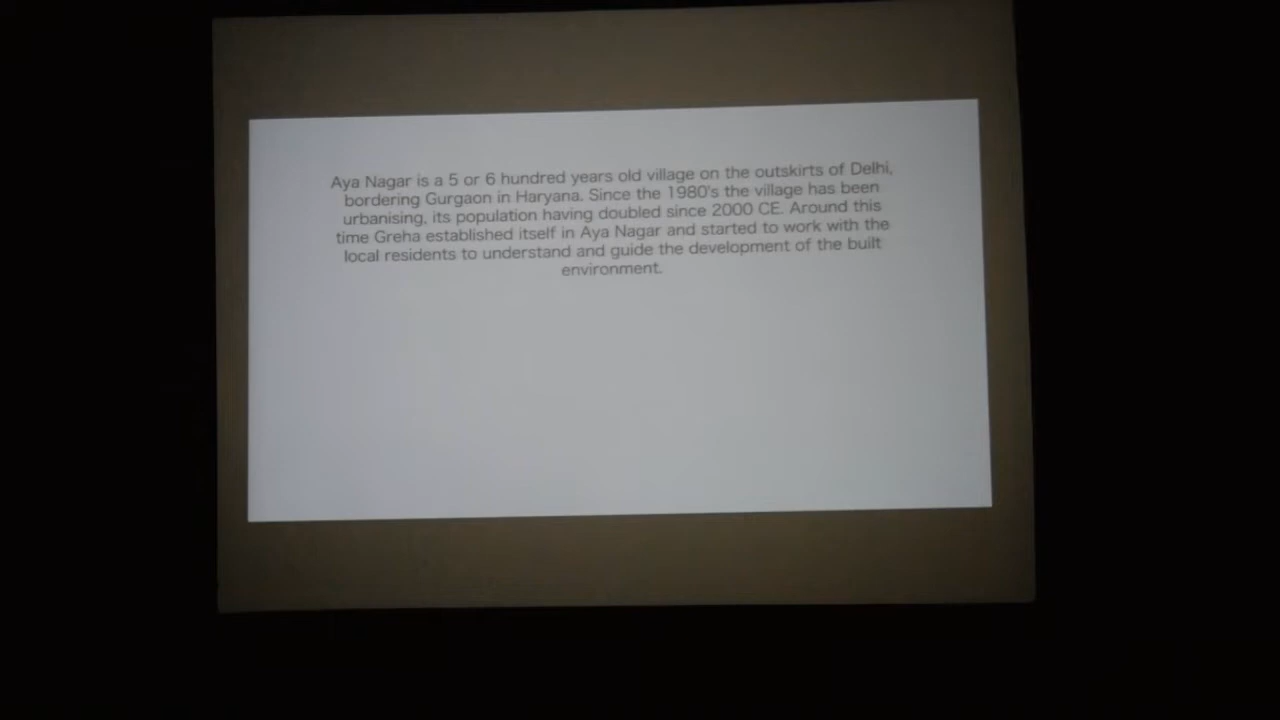 Aya Nagar is a 5 or 6 hundred years old village on the outskirts of Delhi,
bordering Gurgaon in Haryana. Since the 1980's the village has been
urbanising, its population having doubled since 2000 CE. Around this
time Greha established itself in Aya Nagar and started to work with the
local residents to understand and guide the development of the built
environment.